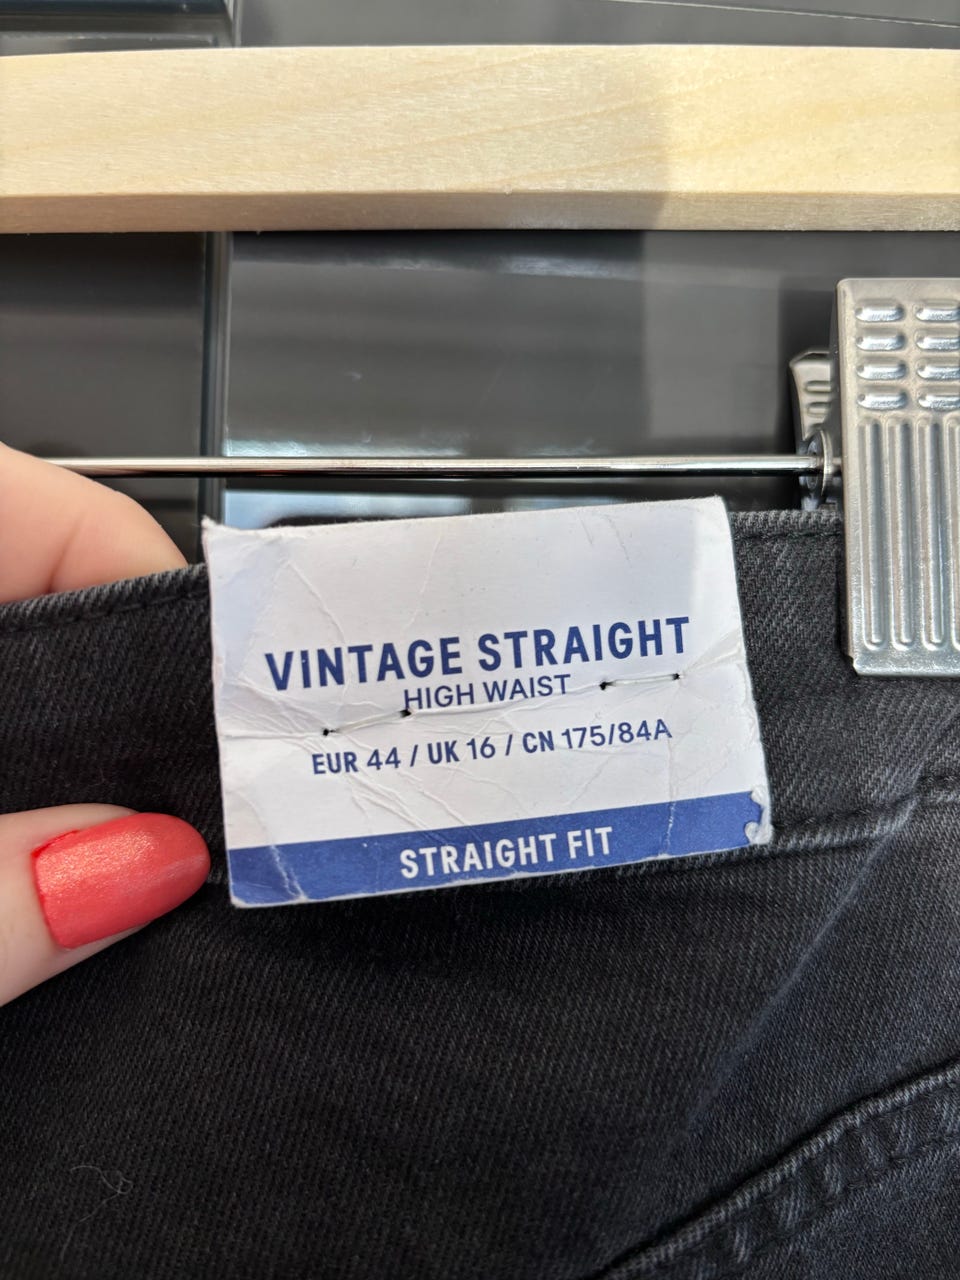 VINTAGE STRAIGHT
HIGH WAIST
EUR 44 / UK 16 / CN 175/84A
STRAIGHT FIT